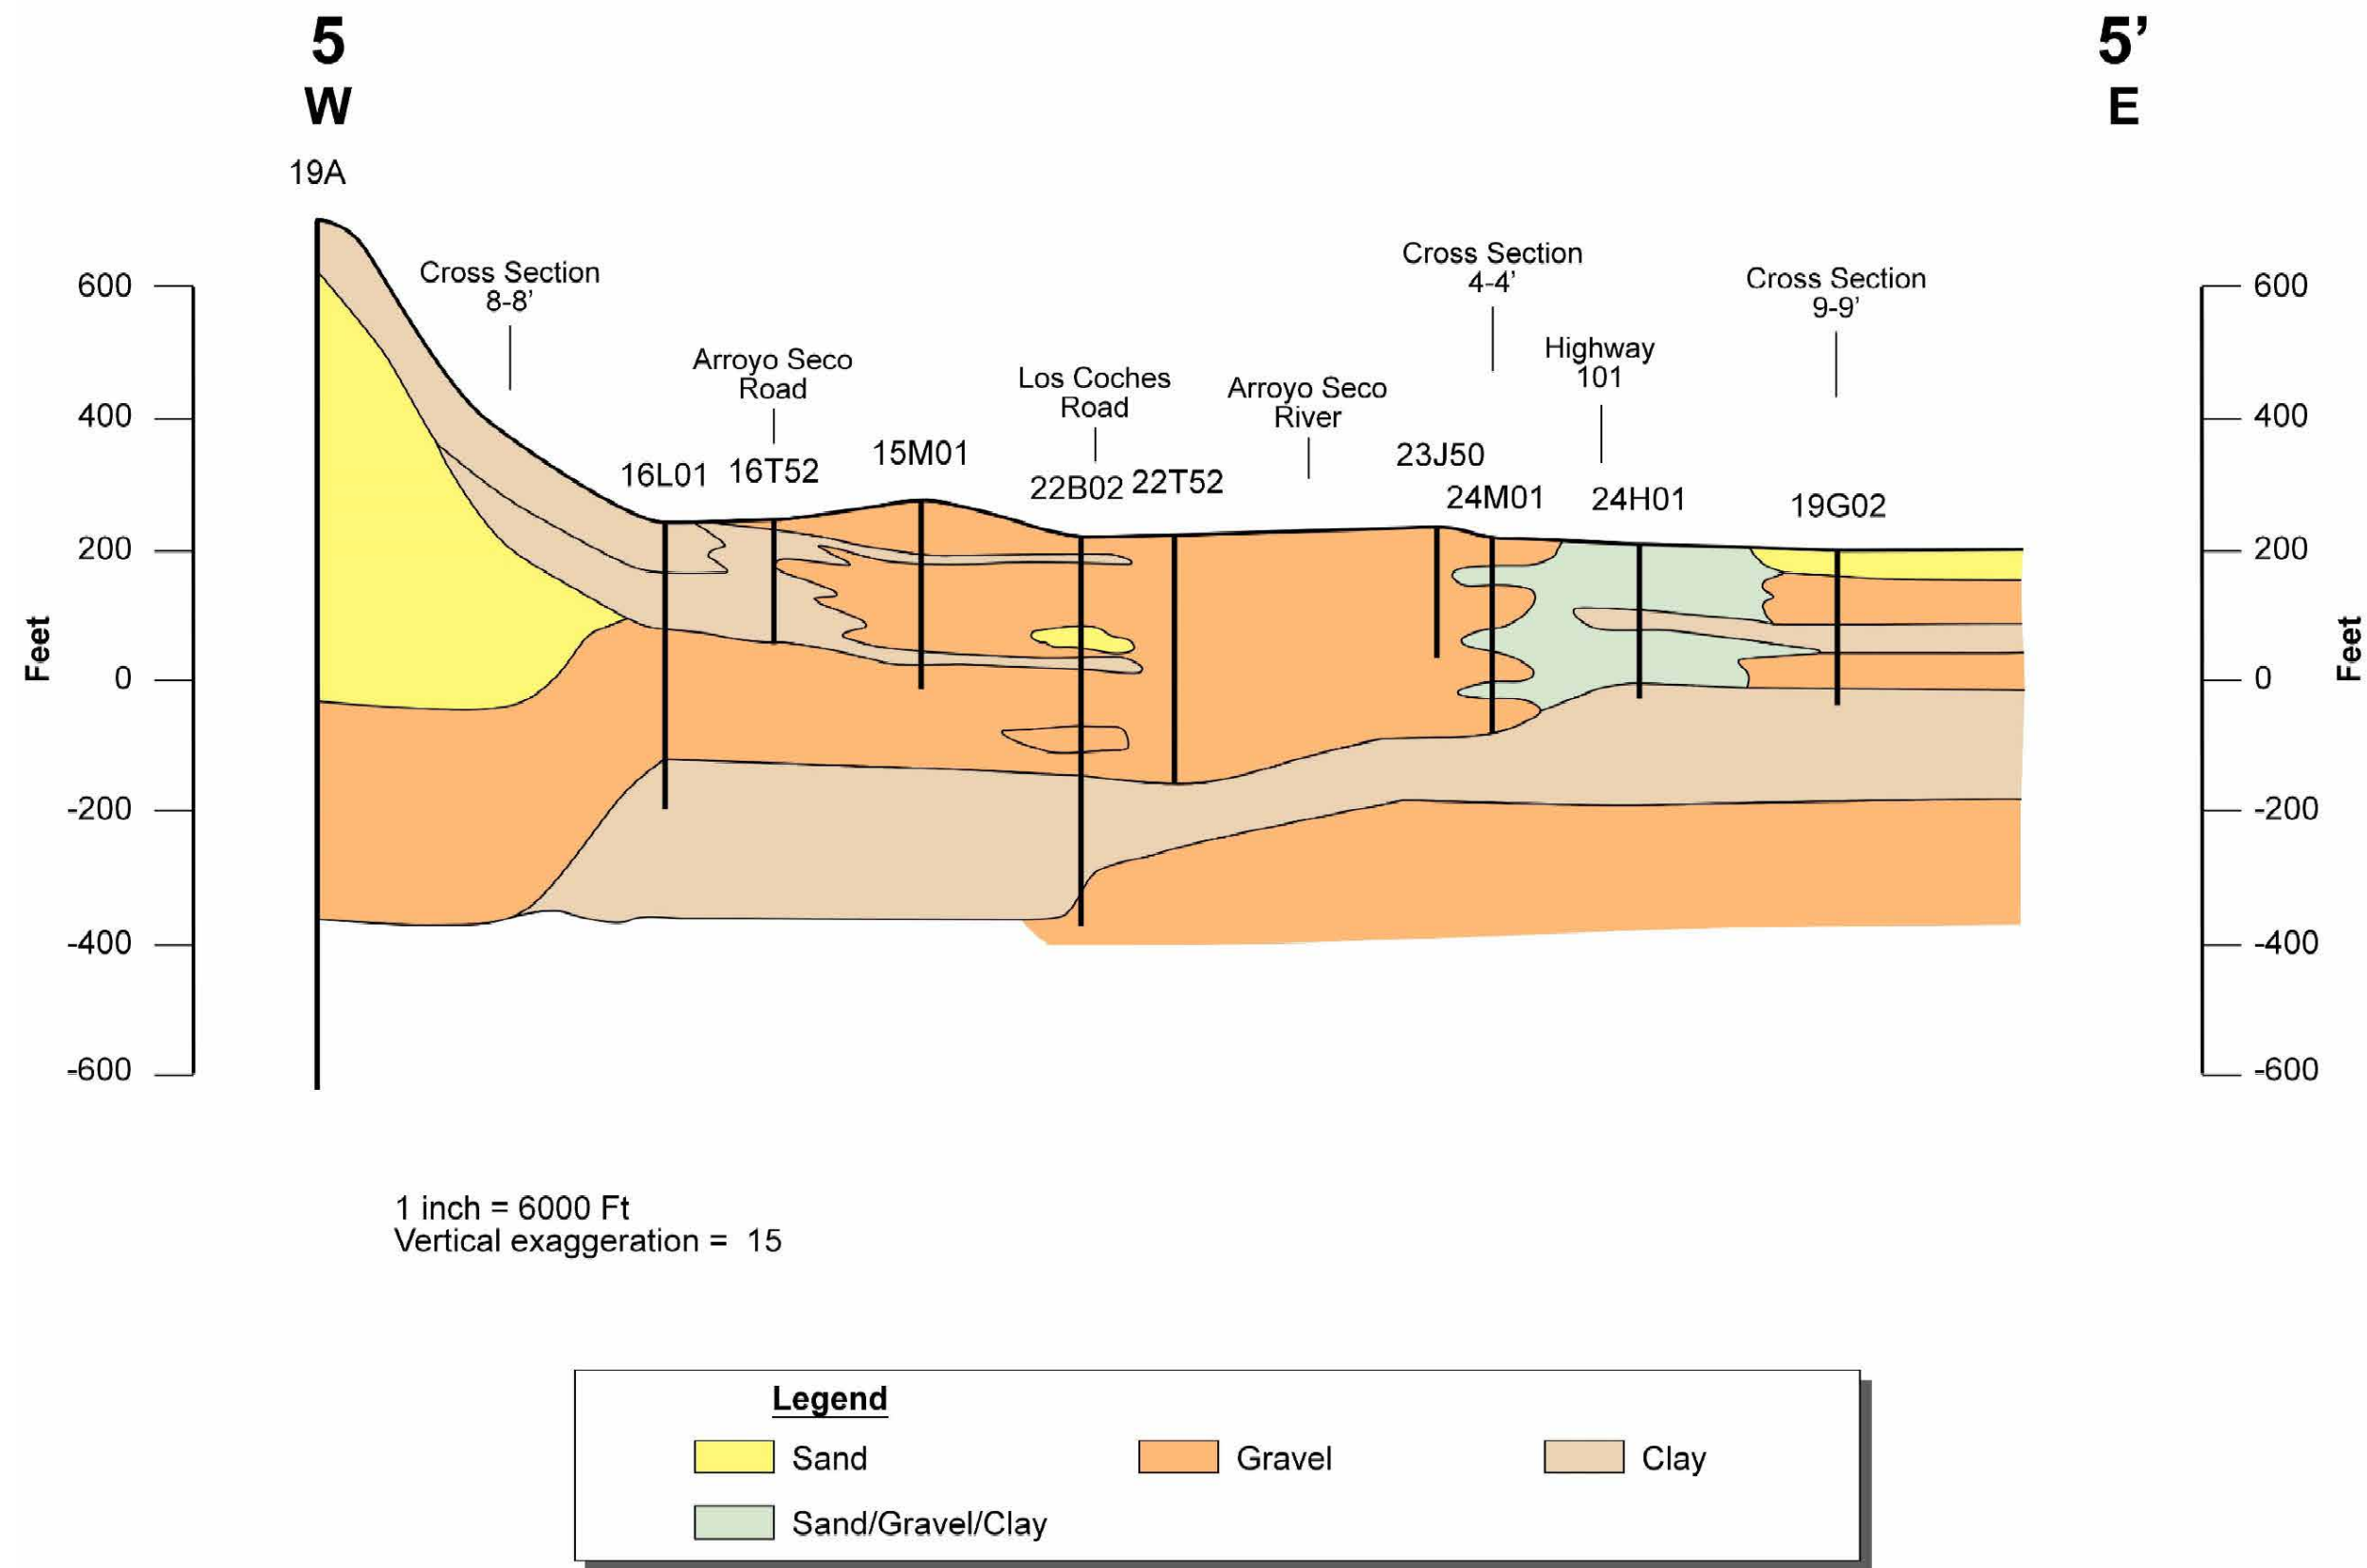 5
5’
W
E
19A
Cross Section
4-4’
Cross Section
8-8’
Cross Section
9-9’
600
600
Highway
101
Arroyo Seco
Road
Los Coches
Road
Arroyo Seco
River
400
400
15M01
23J50
16L01
16T52
22B02
22T52
24M01
24H01
19G02
200
200
Feet
Feet
0
0
-200
-200
-400
-400
-600
-600
1 inch = 6000 Ft
Vertical exaggeration = 15
Legend
Sand
Gravel
Clay
Sand/Gravel/Clay